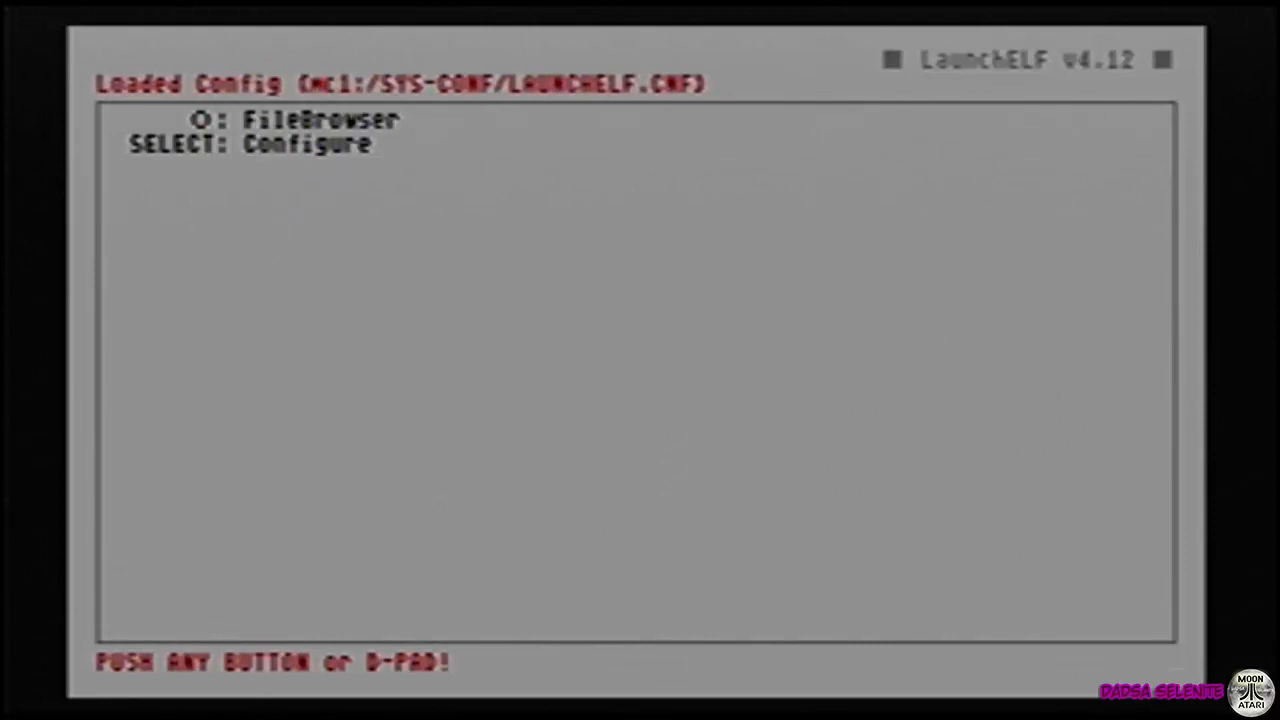 ■ LaunchELF v4.12 ■
Loaded Config (mc1:/SYS-CONF/LAUNCHELF.CNF)
O: FileBrowser
SELECT: Configure
PUSH ANY BUTTON or D-PAD!
DADSA SELENITE
MOON
ATARI